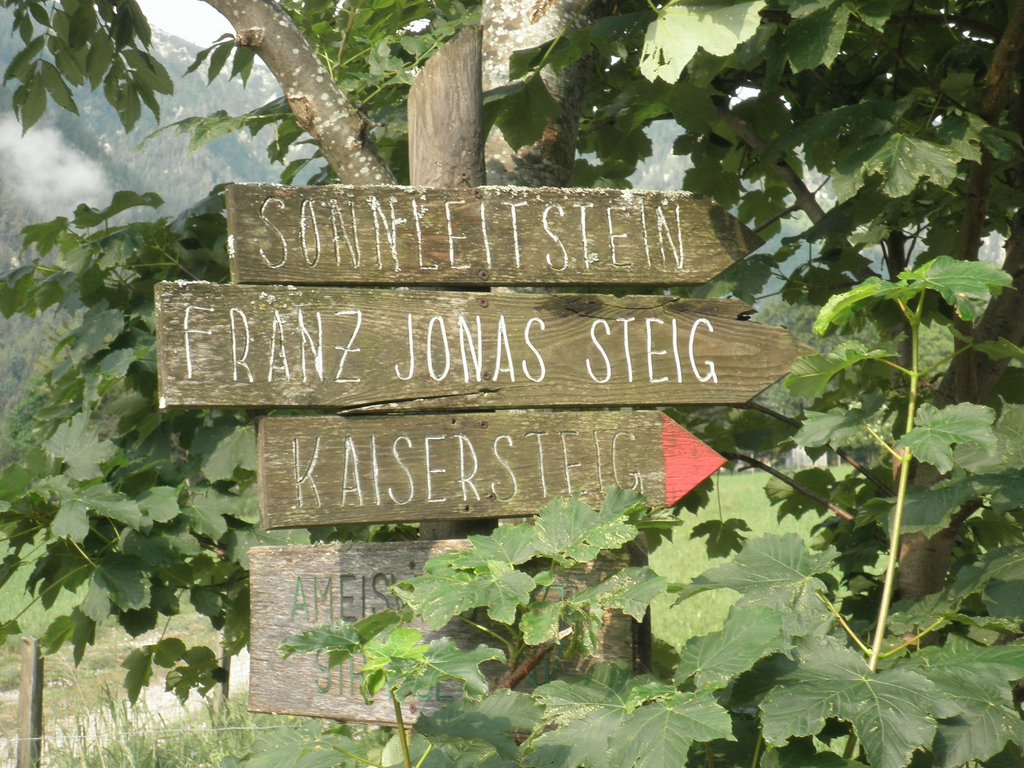 SONNLEITSTEIN
FRANZ JONAS STEIG
KAISERSTEIG